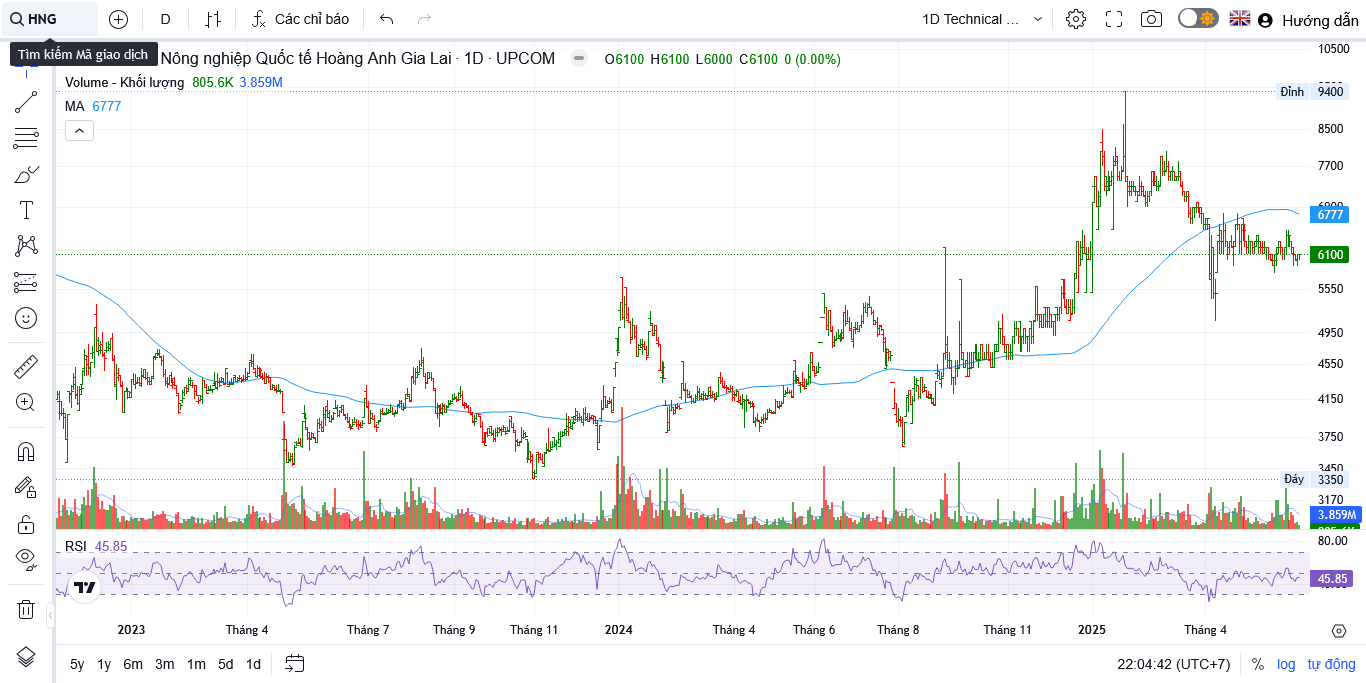 HNG D Các chỉ báo 1D Technical ... Hướng dẫn
Tìm kiếm Mã giao dịch
Nông nghiệp Quốc tế Hoàng Anh Gia Lai · 1D · UPCOM O6100 H6100 L6000 C6100 0 (0.00%)
Volume - Khối lượng 805.6K 3.859M
MA 6777
10500
Đỉnh 9400
8500
7700
6777
6100
5550
4950
4550
4150
3750
3450
Đáy 3350
3170
3.859M
RSI 45.85
80.00
45.85
2023 Tháng 4 Tháng 7 Tháng 9 Tháng 11 2024 Tháng 4 Tháng 6 Tháng 8 Tháng 11 2025 Tháng 4
5y 1y 6m 3m 1m 5d 1d 22:04:42 (UTC+7) % log tự động